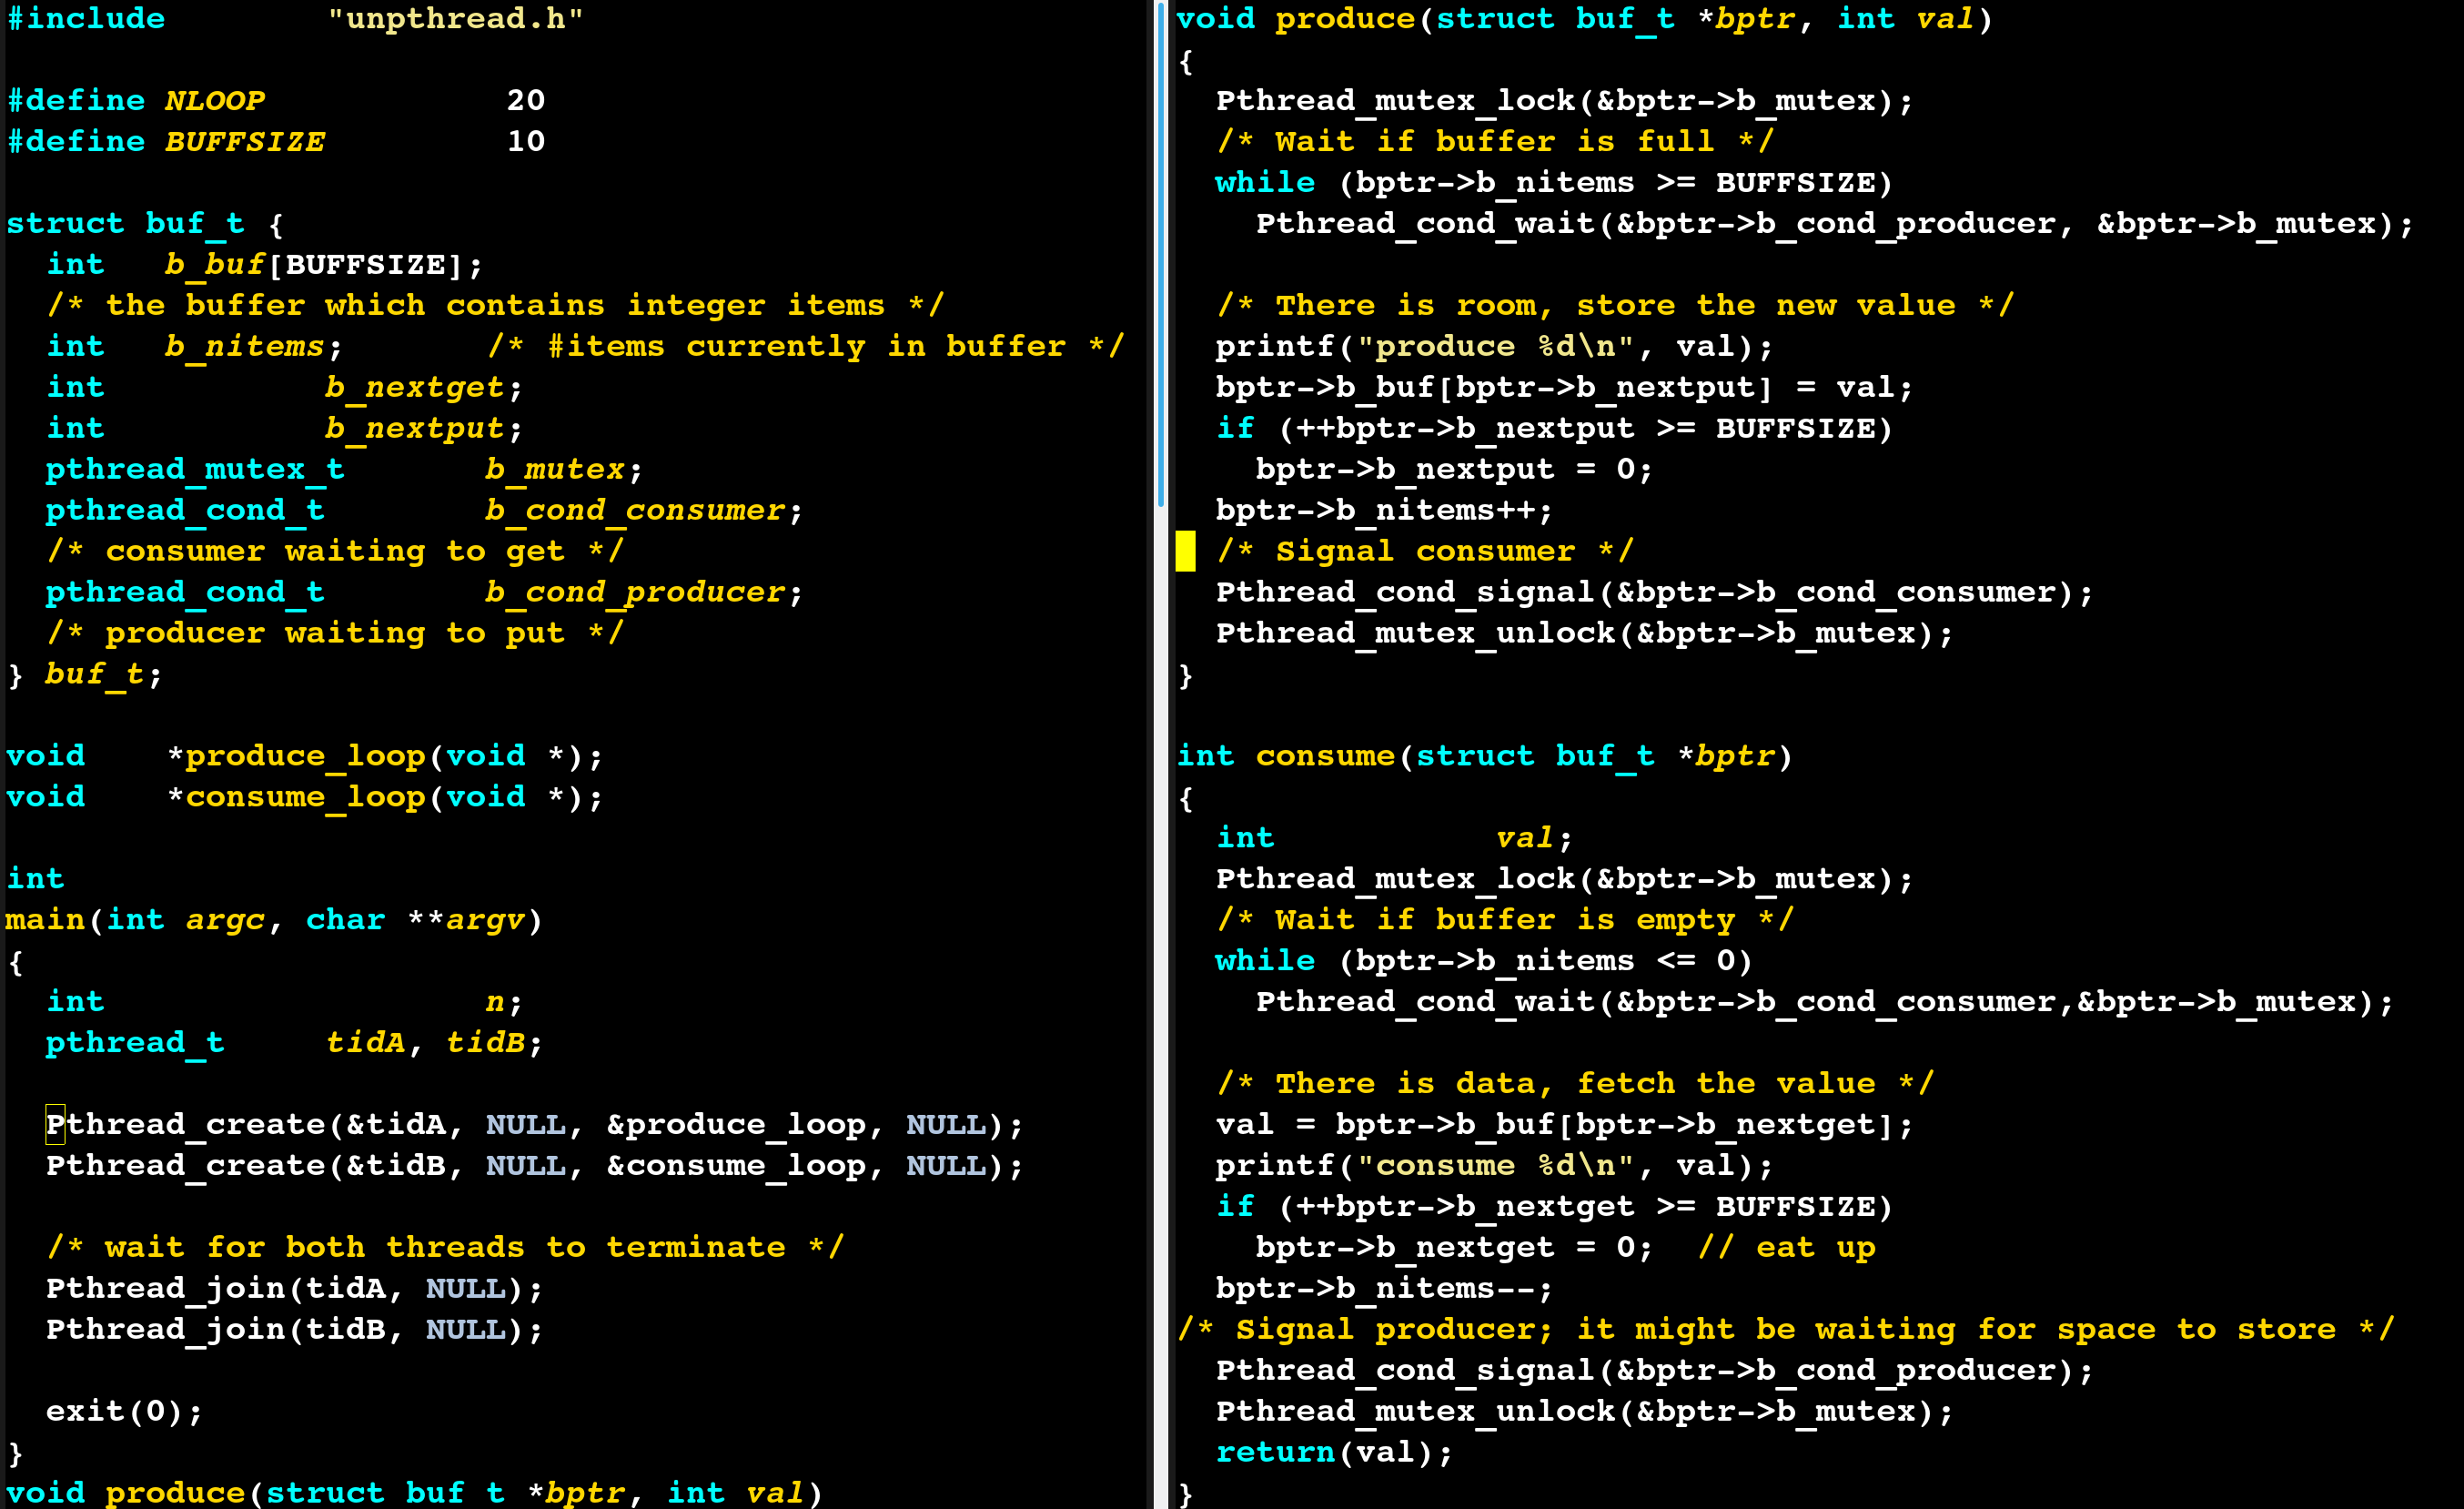 #include        "unpthread.h"

#define NLOOP            20
#define BUFFSIZE         10

struct buf_t {
  int   b_buf[BUFFSIZE];
  /* the buffer which contains integer items */
  int   b_nitems;       /* #items currently in buffer */
  int           b_nextget;
  int           b_nextput;
  pthread_mutex_t       b_mutex;
  pthread_cond_t        b_cond_consumer;
  /* consumer waiting to get */
  pthread_cond_t        b_cond_producer;
  /* producer waiting to put */
} buf_t;

void    *produce_loop(void *);
void    *consume_loop(void *);

int
main(int argc, char **argv)
{
  int                   n;
  pthread_t     tidA, tidB;

  Pthread_create(&tidA, NULL, &produce_loop, NULL);
  Pthread_create(&tidB, NULL, &consume_loop, NULL);

  /* wait for both threads to terminate */
  Pthread_join(tidA, NULL);
  Pthread_join(tidB, NULL);

  exit(0);
}
void produce(struct buf t *bptr, int val)
void produce(struct buf_t *bptr, int val)
{
  Pthread_mutex_lock(&bptr->b_mutex);
  /* Wait if buffer is full */
  while (bptr->b_nitems >= BUFFSIZE)
    Pthread_cond_wait(&bptr->b_cond_producer, &bptr->b_mutex);

  /* There is room, store the new value */
  printf("produce %d\n", val);
  bptr->b_buf[bptr->b_nextput] = val;
  if (++bptr->b_nextput >= BUFFSIZE)
    bptr->b_nextput = 0;
  bptr->b_nitems++;
  /* Signal consumer */
  Pthread_cond_signal(&bptr->b_cond_consumer);
  Pthread_mutex_unlock(&bptr->b_mutex);
}

int consume(struct buf_t *bptr)
{
  int           val;
  Pthread_mutex_lock(&bptr->b_mutex);
  /* Wait if buffer is empty */
  while (bptr->b_nitems <= 0)
    Pthread_cond_wait(&bptr->b_cond_consumer,&bptr->b_mutex);

  /* There is data, fetch the value */
  val = bptr->b_buf[bptr->b_nextget];
  printf("consume %d\n", val);
  if (++bptr->b_nextget >= BUFFSIZE)
    bptr->b_nextget = 0;  // eat up
  bptr->b_nitems--;
/* Signal producer; it might be waiting for space to store */
  Pthread_cond_signal(&bptr->b_cond_producer);
  Pthread_mutex_unlock(&bptr->b_mutex);
  return(val);
}